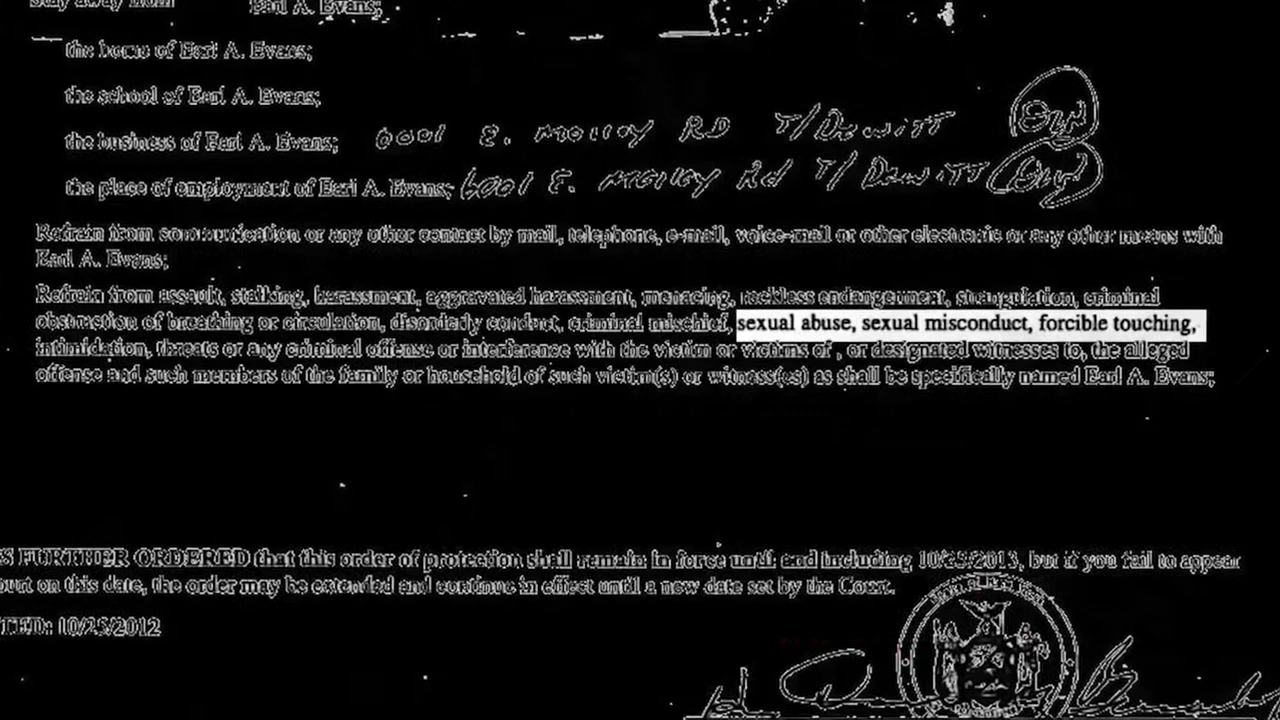 Stay away from Earl A. Evans;
the home of Earl A. Evans;
the school of Earl A. Evans;
the business of Earl A. Evans; 6001 E. MOLLOY RD T/DEWITT
the place of employment of Earl A. Evans; 6001 E. MOLLOY Rd T/ DEWITT
Refrain from communication or any other contact by mail, telephone, e-mail, voice-mail or other electronic or any other means with
Earl A. Evans;
Refrain from assault, stalking, harassment, aggravated harassment, menacing, reckless endangerment, strangulation, criminal
obstruction of breathing or circulation, disorderly conduct, criminal mischief, sexual abuse, sexual misconduct, forcible touching,
intimidation, threats or any criminal offense or interference with the victim or victims of , or designated witnesses to, the alleged
offense and such members of the family or household of such victim(s) or witness(es) as shall be specifically named Earl A. Evans;
S FURTHER ORDERED that this order of protection shall remain in force until and including 10/25/2013, but if you fail to appear
ourt on this date, the order may be extended and continue in effect until a new date set by the Court.
TED: 10/25/2012